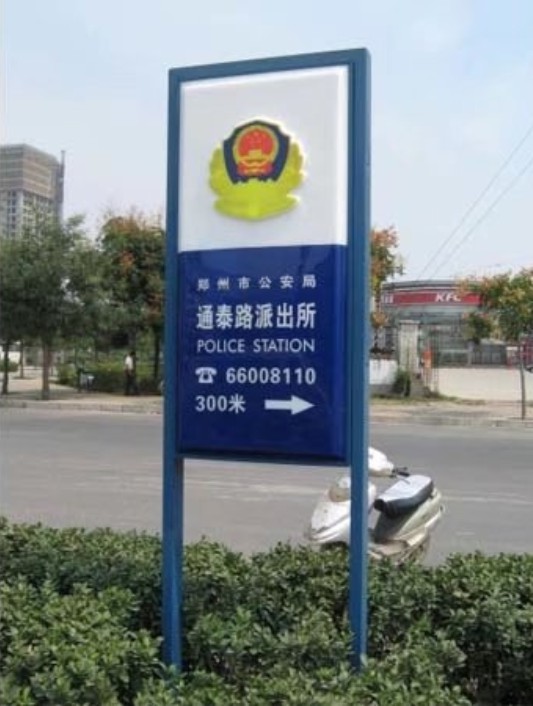 郑州市公安局
通泰路派出所
POLICE STATION
☎ 66008110
300米 →
KFC